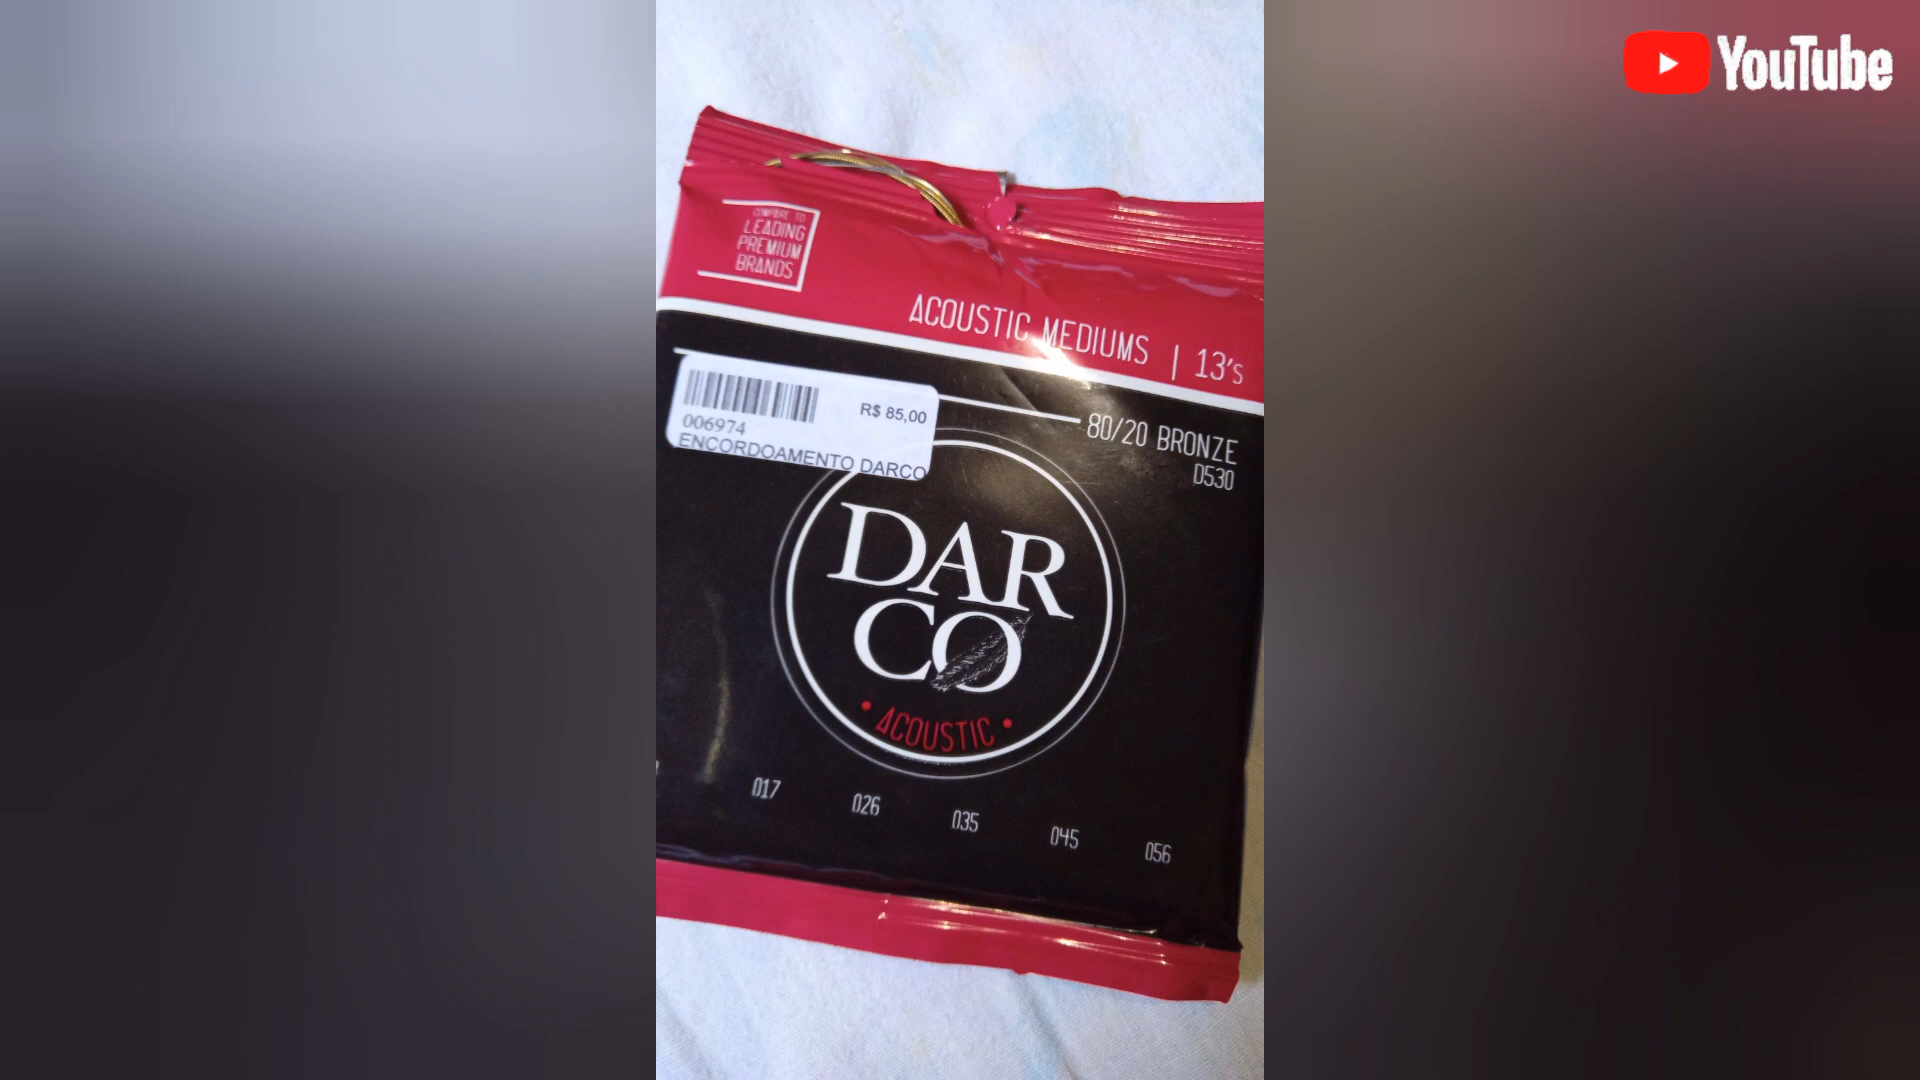 YouTube
COMPARE TO
LEADING
PREMIUM
BRANDS
ACOUSTIC MEDIUMS | 13's
R$ 85,00
006974
ENCORDOAMENTO DARCO
80/20 BRONZE
D530
DAR
CO
• ACOUSTIC •
017 026 035 045 056